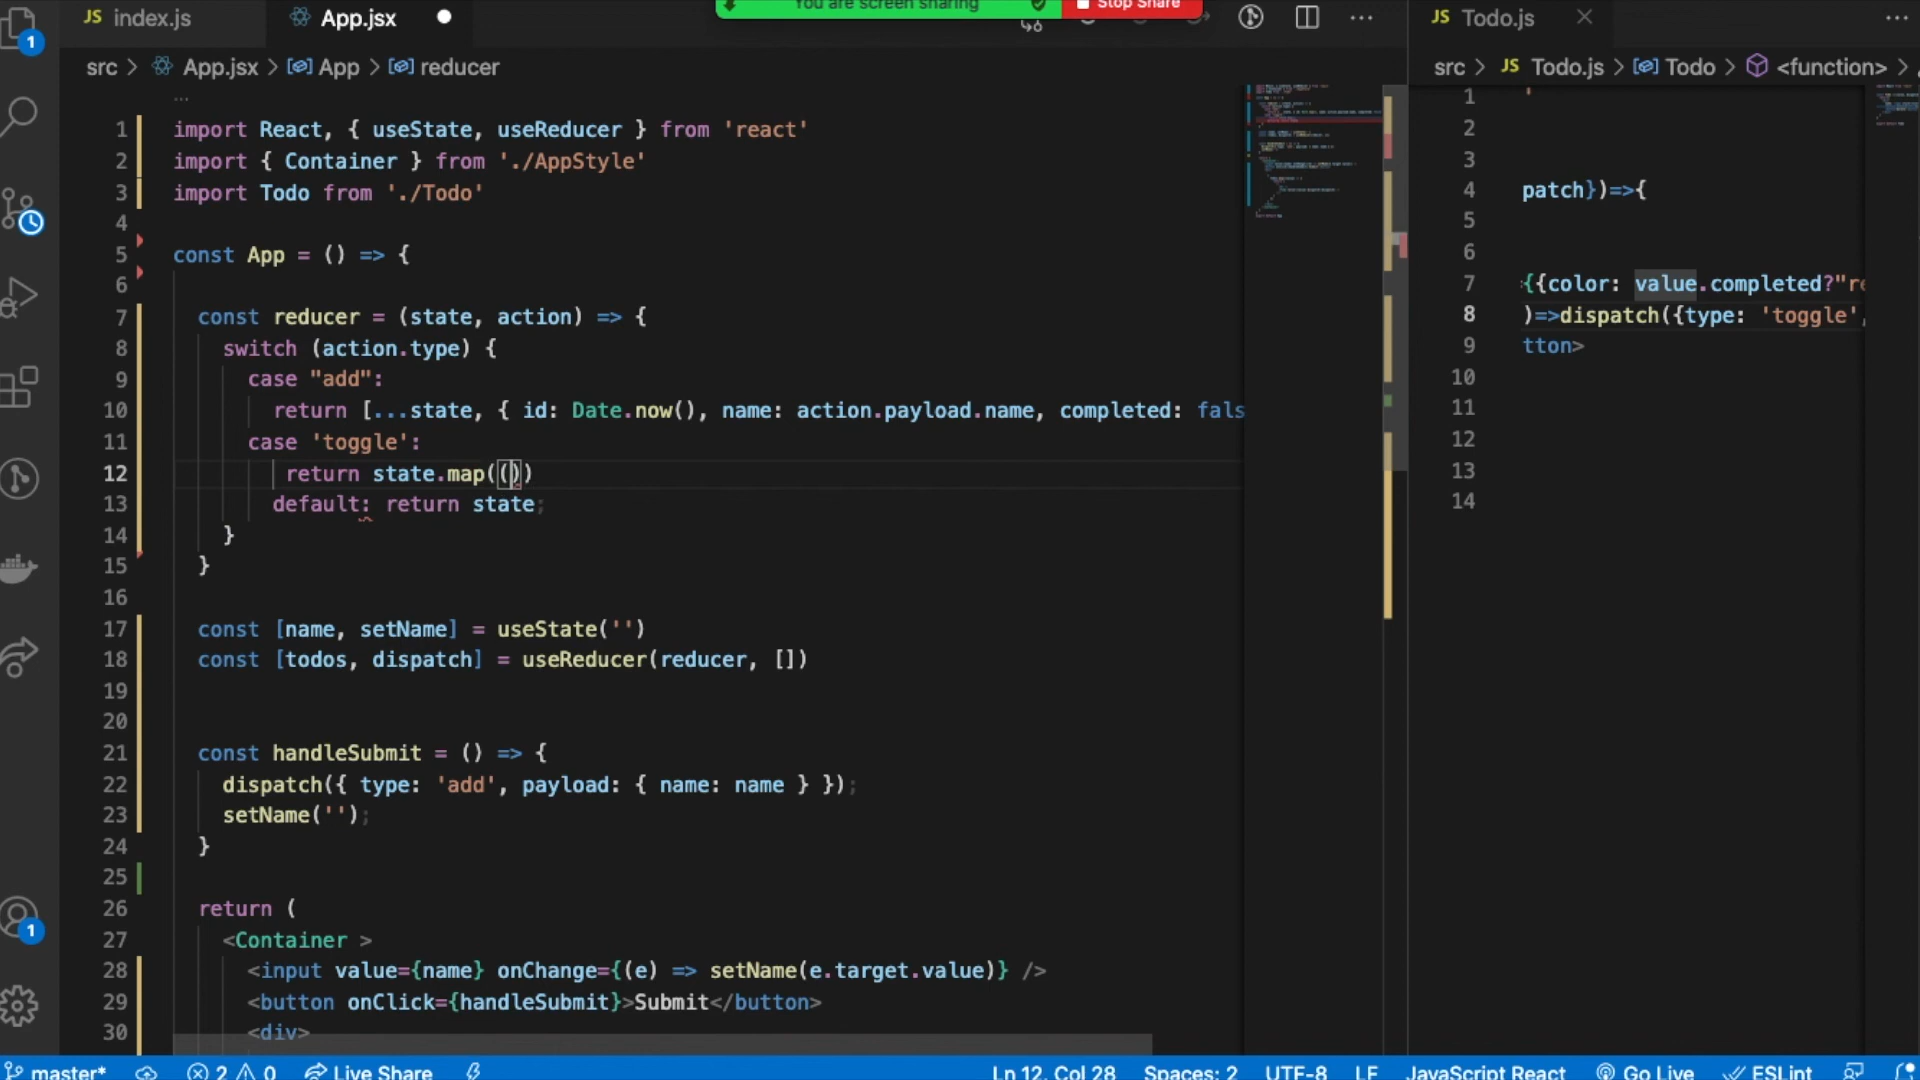 JS index.js
App.jsx
You are screen sharing
Stop Share
JS Todo.js
src > App.jsx > App > reducer
src > JS Todo.js > Todo > <function> >
...
1 import React, { useState, useReducer } from 'react'
2 import { Container } from './AppStyle'
3 import Todo from './Todo'
4
5 const App = () => {
6
7 const reducer = (state, action) => {
8 switch (action.type) {
9 case "add":
10 return [...state, { id: Date.now(), name: action.payload.name, completed: fals
11 case 'toggle':
12 return state.map(())
13 default: return state;
14 }
15 }
16
17 const [name, setName] = useState('')
18 const [todos, dispatch] = useReducer(reducer, [])
19
20
21 const handleSubmit = () => {
22 dispatch({ type: 'add', payload: { name: name } });
23 setName('');
24 }
25
26 return (
27 <Container >
28 <input value={name} onChange={(e) => setName(e.target.value)} />
29 <button onClick={handleSubmit}>Submit</button>
30 <div>
1 '
2
3
4 patch})=>{
5
6
7 {{color: value.completed?"re
8 )=>dispatch({type: 'toggle',
9 tton>
10
11
12
13
14
1
1
master*
2 0
Live Share
Ln 12, Col 28
Spaces: 2
UTF-8
LF
JavaScript React
Go Live
ESLint